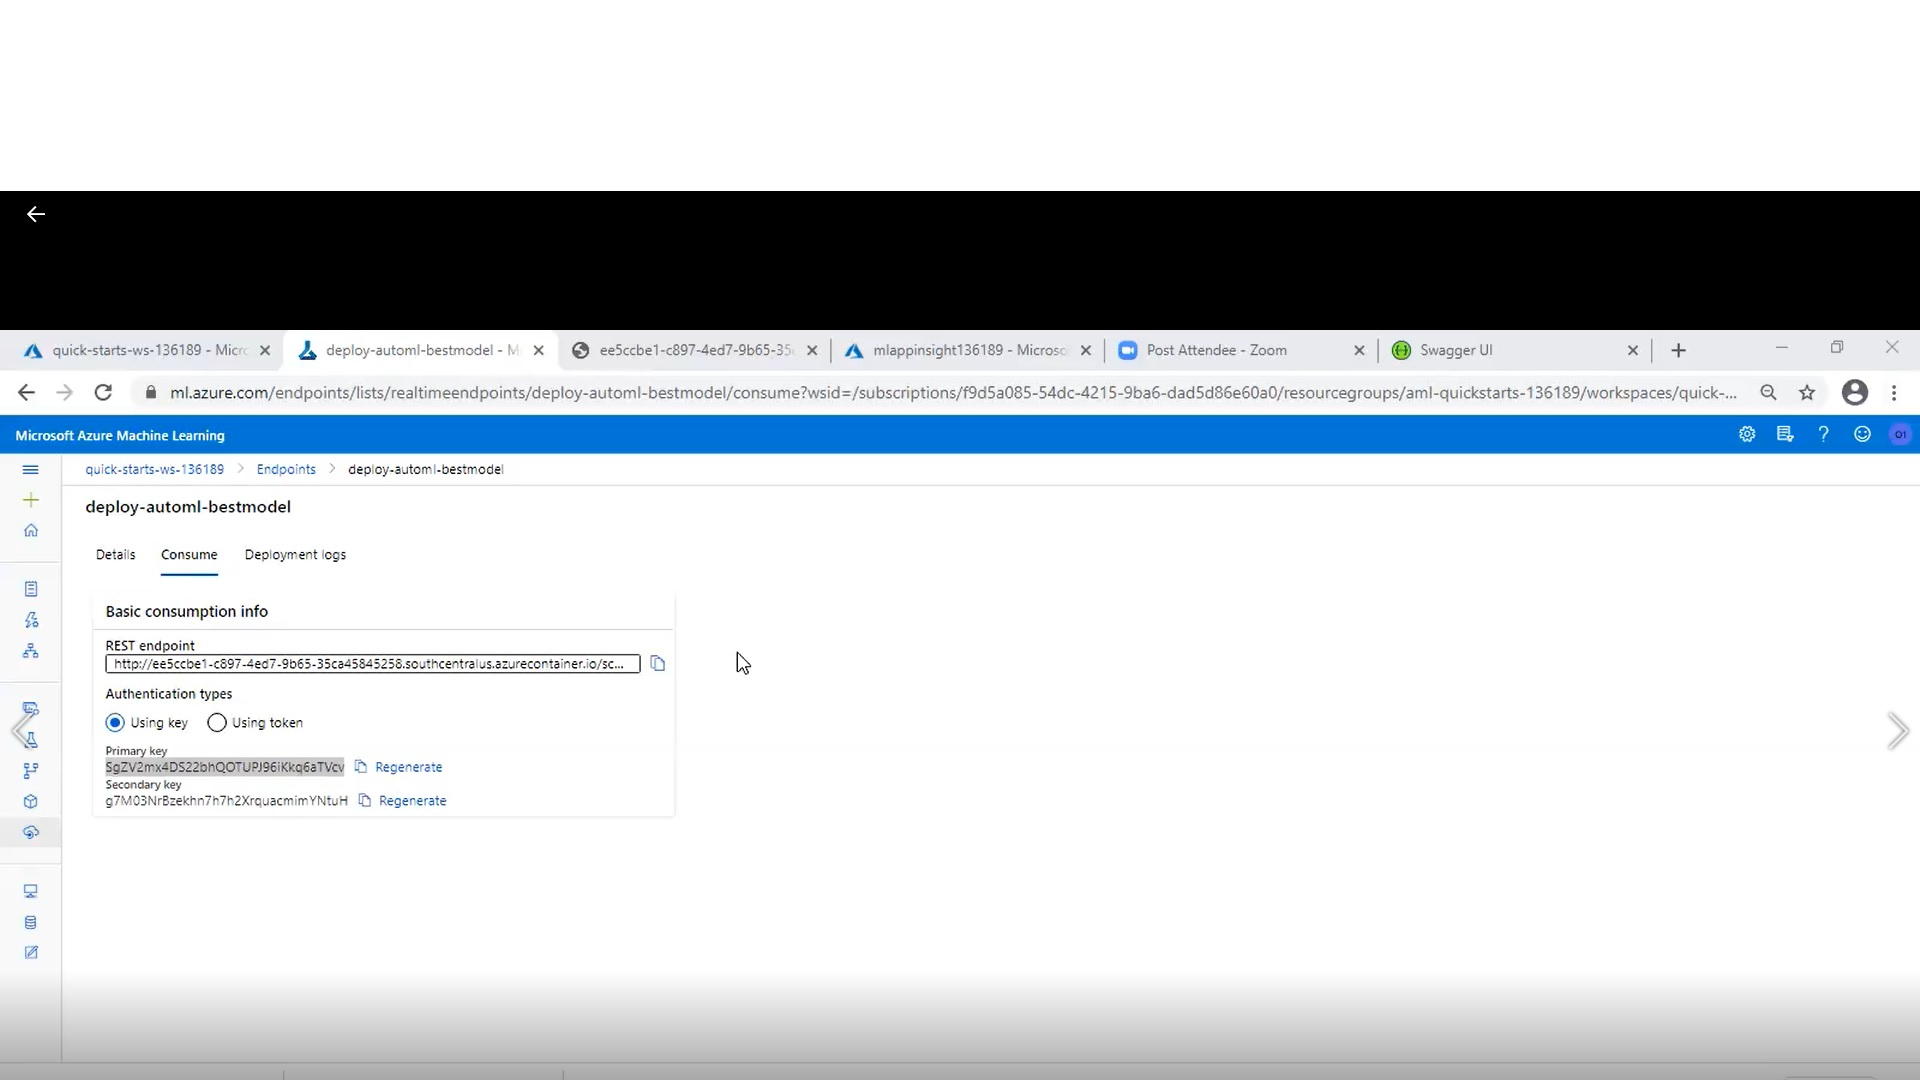 quick-starts-ws-136189 - Micro
deploy-automl-bestmodel - M
ee5ccbe1-c897-4ed7-9b65-35
mlappinsight136189 - Microso
Post Attendee - Zoom
Swagger UI
ml.azure.com/endpoints/lists/realtimeendpoints/deploy-automl-bestmodel/consume?wsid=/subscriptions/f9d5a085-54dc-4215-9ba6-dad5d86e60a0/resourcegroups/aml-quickstarts-136189/workspaces/quick-...
Microsoft Azure Machine Learning
OI
quick-starts-ws-136189 > Endpoints > deploy-automl-bestmodel
deploy-automl-bestmodel
Details Consume Deployment logs
Basic consumption info
REST endpoint
http://ee5ccbe1-c897-4ed7-9b65-35ca45845258.southcentralus.azurecontainer.io/sc...
Authentication types
Using key Using token
Primary key
SgZV2mx4DS22bhQOTUPJ96iKkq6aTVcv Regenerate
Secondary key
g7M03NrBzekhn7h7h2XrquacmimYNtuH Regenerate